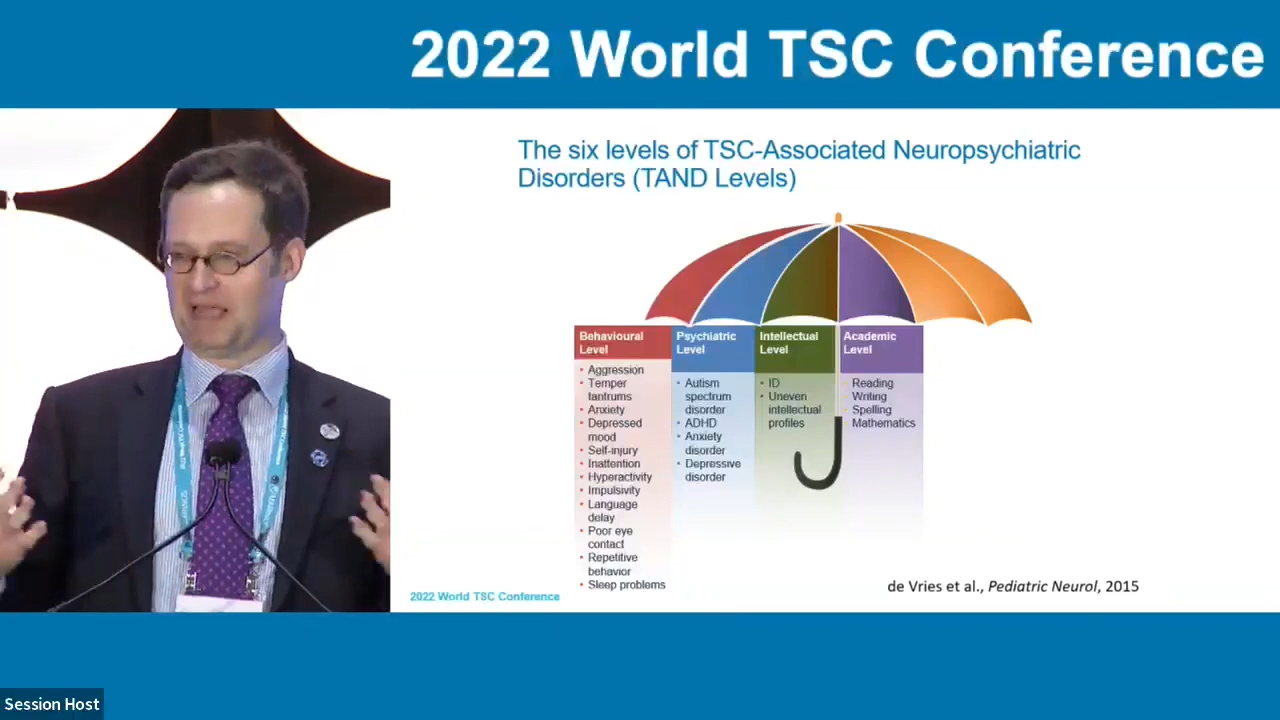 2022 World TSC Conference
The six levels of TSC-Associated Neuropsychiatric
Disorders (TAND Levels)
Behavioural
Level
• Aggression
• Temper
tantrums
• Anxiety
• Depressed
mood
• Self-injury
• Inattention
• Hyperactivity
• Impulsivity
• Language
delay
• Poor eye
contact
• Repetitive
behavior
• Sleep problems
Psychiatric
Level
• Autism
spectrum
disorder
• ADHD
• Anxiety
disorder
• Depressive
disorder
Intellectual
Level
• ID
• Uneven
intellectual
profiles
Academic
Level
Reading
Writing
Spelling
Mathematics
de Vries et al., Pediatric Neurol, 2015
2022 World TSC Conference
Session Host